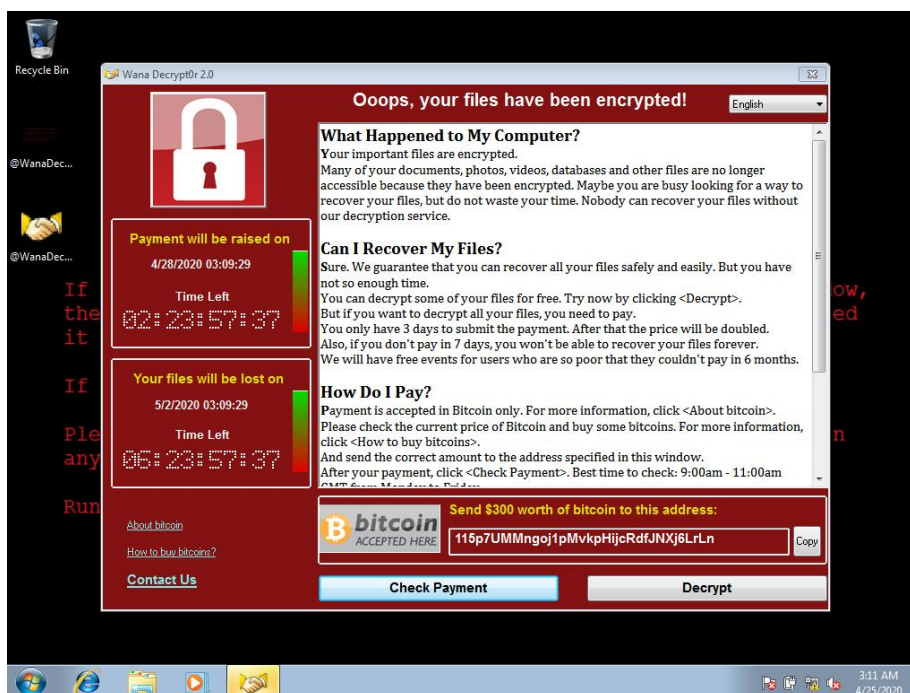 Recycle Bin
@WanaDec...
@WanaDec...
Wana Decrypt0r 2.0
Ooops, your files have been encrypted!
English
Payment will be raised on
4/28/2020 03:09:29
Time Left
02:23:57:37
Your files will be lost on
5/2/2020 03:09:29
Time Left
06:23:57:37
About bitcoin
How to buy bitcoins?
Contact Us
What Happened to My Computer?
Your important files are encrypted.
Many of your documents, photos, videos, databases and other files are no longer
accessible because they have been encrypted. Maybe you are busy looking for a way to
recover your files, but do not waste your time. Nobody can recover your files without
our decryption service.
Can I Recover My Files?
Sure. We guarantee that you can recover all your files safely and easily. But you have
not so enough time.
You can decrypt some of your files for free. Try now by clicking <Decrypt>.
But if you want to decrypt all your files, you need to pay.
You only have 3 days to submit the payment. After that the price will be doubled.
Also, if you don't pay in 7 days, you won't be able to recover your files forever.
We will have free events for users who are so poor that they couldn't pay in 6 months.
How Do I Pay?
Payment is accepted in Bitcoin only. For more information, click <About bitcoin>.
Please check the current price of Bitcoin and buy some bitcoins. For more information,
click <How to buy bitcoins>.
And send the correct amount to the address specified in this window.
After your payment, click <Check Payment>. Best time to check: 9:00am - 11:00am
GMT from Monday to Friday.
bitcoin
ACCEPTED HERE
Send $300 worth of bitcoin to this address:
115p7UMMngoj1pMvkpHijcRdfJNXj6LrLn
Copy
Check Payment
Decrypt
If
ow,
the
ed
it
If
Ple
n
any
Run
3:11 AM
4/25/2020